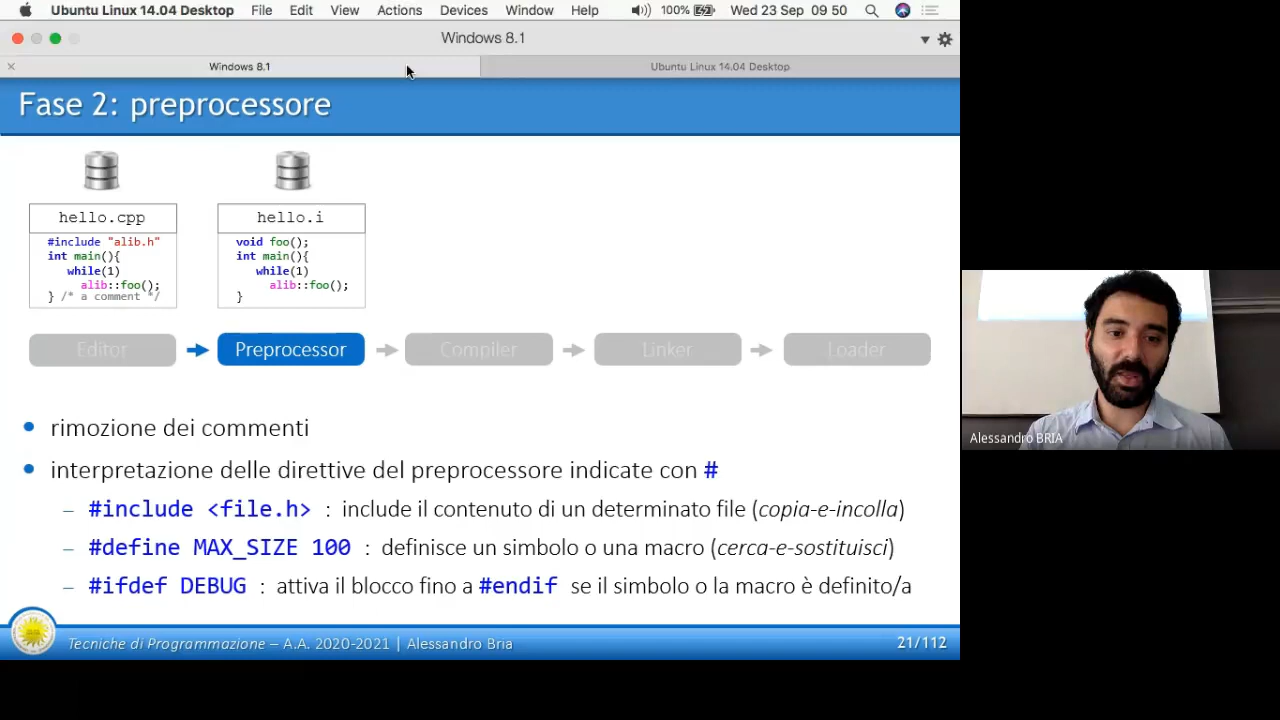 Ubuntu Linux 14.04 Desktop File Edit View Actions Devices Window Help 100% Wed 23 Sep 09 50
Windows 8.1
Windows 8.1 Ubuntu Linux 14.04 Desktop
Fase 2: preprocessore
hello.cpp
#include "alib.h"
int main(){
while(1)
alib::foo();
} /* a comment */
hello.i
void foo();
int main(){
while(1)
alib::foo();
}
Editor Preprocessor Compiler Linker Loader
• rimozione dei commenti
• interpretazione delle direttive del preprocessore indicate con #
– #include <file.h> : include il contenuto di un determinato file (copia-e-incolla)
– #define MAX_SIZE 100 : definisce un simbolo o una macro (cerca-e-sostituisci)
– #ifdef DEBUG : attiva il blocco fino a #endif se il simbolo o la macro è definito/a
Tecniche di Programmazione – A.A. 2020-2021 | Alessandro Bria 21/112
Alessandro BRIA